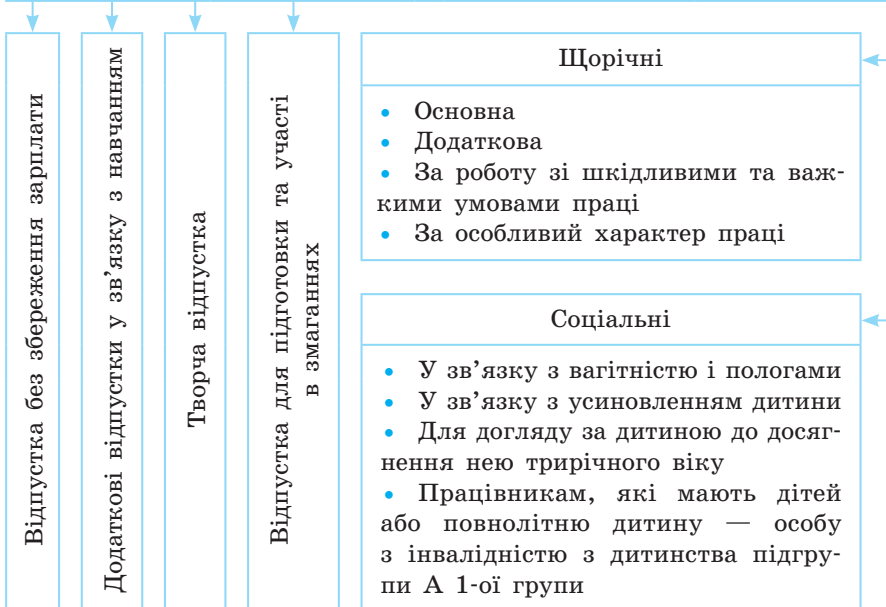 Відпустка без збереження зарплати
Додаткові відпустки у зв’язку з навчанням
Творча відпустка
Відпустка для підготовки та участі
в змаганнях
Щорічні
• Основна
• Додаткова
• За роботу зі шкідливими та важ-
кими умовами праці
• За особливий характер праці
Соціальні
• У зв’язку з вагітністю і пологами
• У зв’язку з усиновленням дитини
• Для догляду за дитиною до досяг-
нення нею трирічного віку
• Працівникам, які мають дітей
або повнолітню дитину — особу
з інвалідністю з дитинства підгру-
пи А 1-ої групи